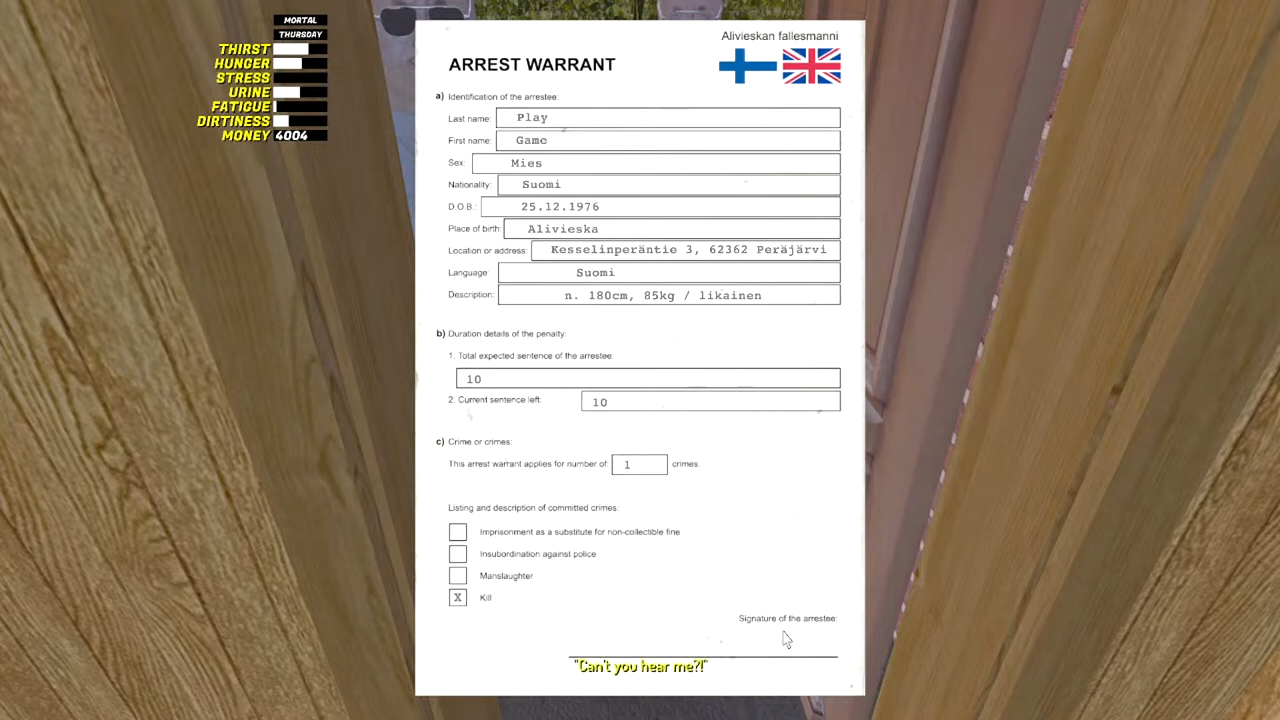 MORTAL
THURSDAY
THIRST
HUNGER
STRESS
URINE
FATIGUE
DIRTINESS
MONEY 4004
Alivieskan fallesmanni
ARREST WARRANT
a) Identification of the arrestee:
Last name: Play
First name: Game
Sex: Mies
Nationality: Suomi
D.O.B.: 25.12.1976
Place of birth: Alivieska
Location or address: Kesselinperäntie 3, 62362 Peräjärvi
Language: Suomi
Description: n. 180cm, 85kg / likainen
b) Duration details of the penalty:
1. Total expected sentence of the arrestee:
10
2. Current sentence left: 10
c) Crime or crimes:
This arrest warrant applies for number of: 1 crimes.
Listing and description of committed crimes:
Imprisonment as a substitute for non-collectible fine
Insubordination against police
Manslaughter
X Kill
Signature of the arrestee:
"Can't you hear me?!"